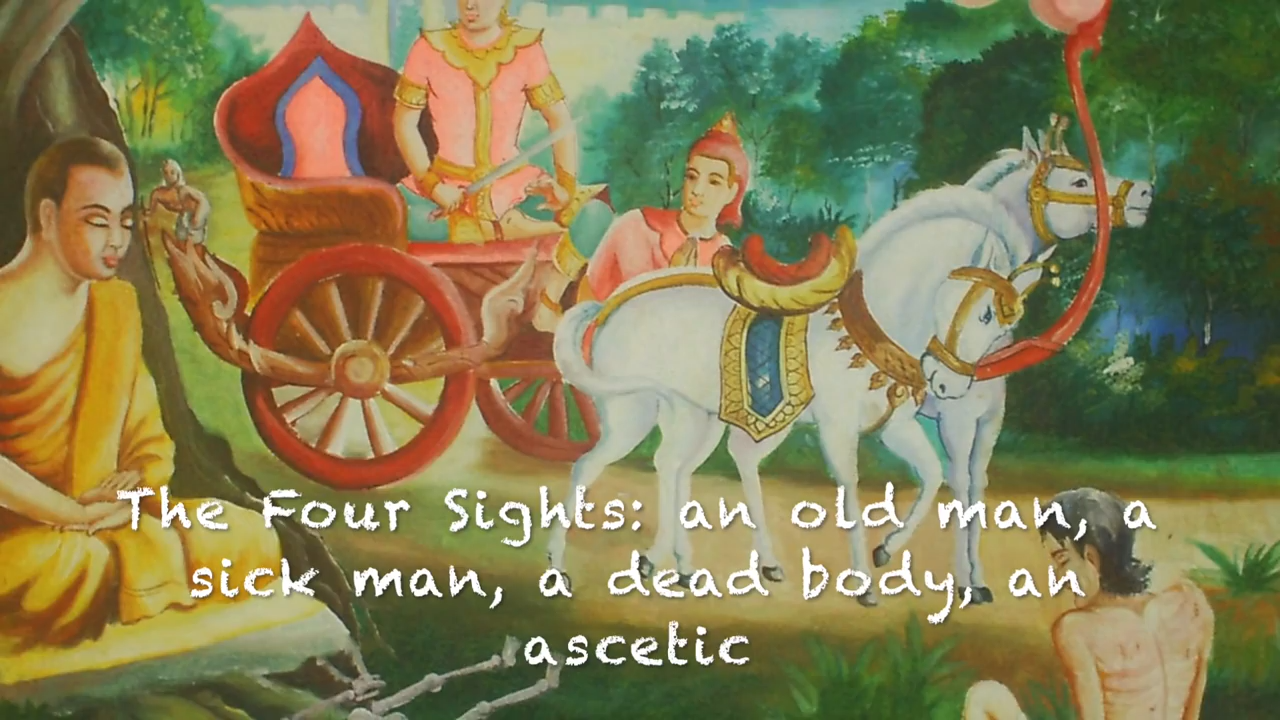 The Four Sights: an old man, a
sick man, a dead body, an
ascetic